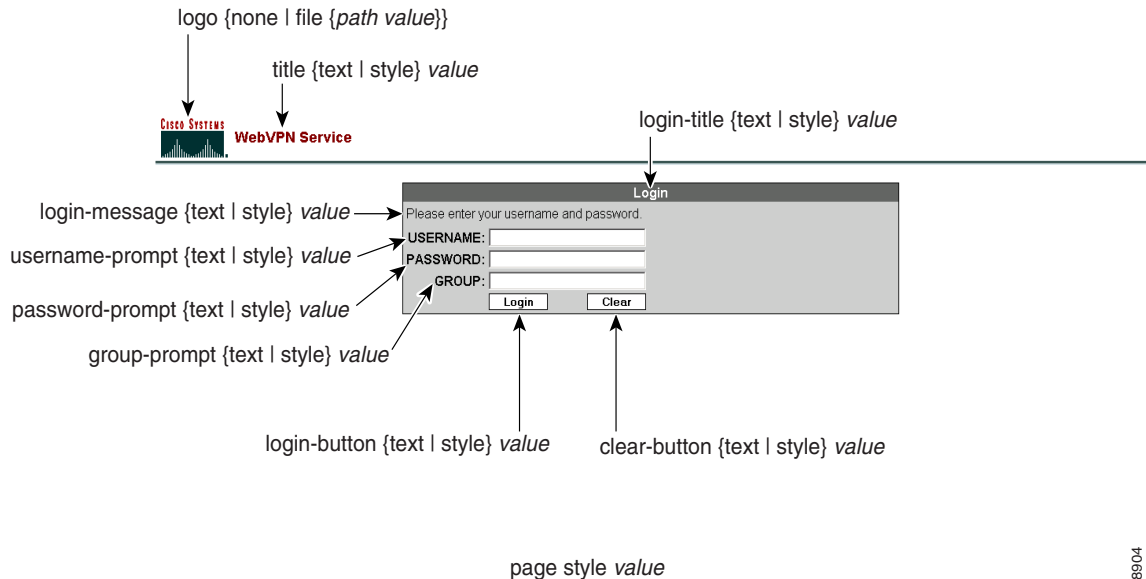 logo {none | file {path value}}
title {text | style} value
login-title {text | style} value
CISCO SYSTEMS
WebVPN Service
Login
login-message {text | style} value
Please enter your username and password.
username-prompt {text | style} value
USERNAME:
PASSWORD:
password-prompt {text | style} value
GROUP:
Login
Clear
group-prompt {text | style} value
login-button {text | style} value
clear-button {text | style} value
page style value
8904